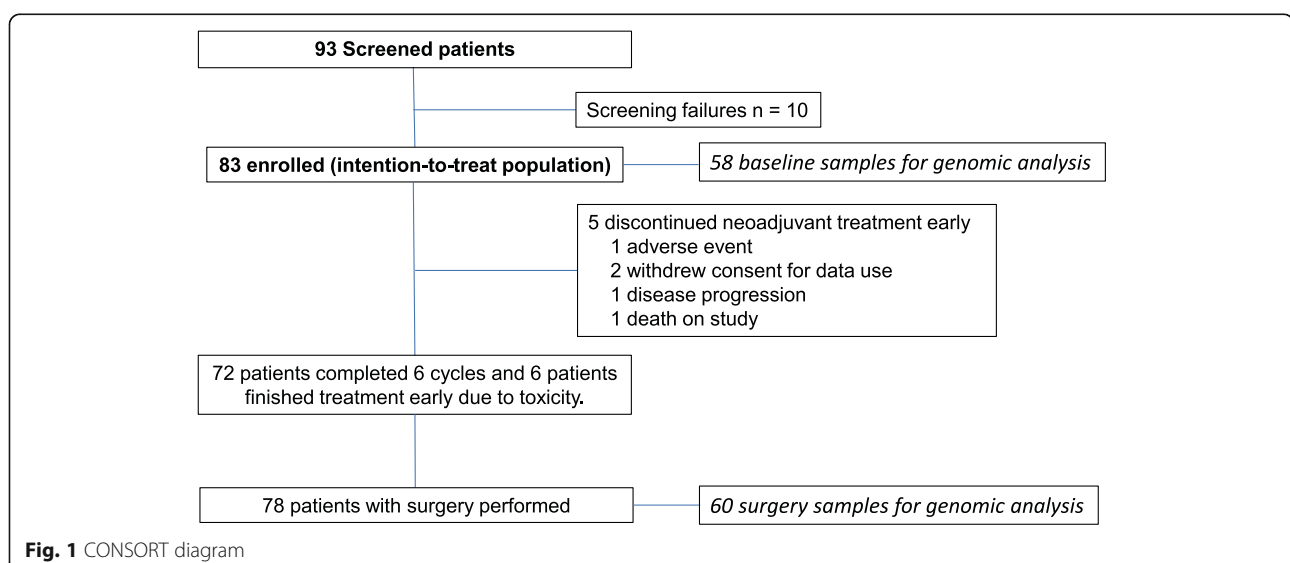 93 Screened patients
Screening failures n = 10
83 enrolled (intention-to-treat population)
58 baseline samples for genomic analysis
5 discontinued neoadjuvant treatment early
1 adverse event
2 withdrew consent for data use
1 disease progression
1 death on study
72 patients completed 6 cycles and 6 patients
finished treatment early due to toxicity.
78 patients with surgery performed
60 surgery samples for genomic analysis
Fig. 1 CONSORT diagram